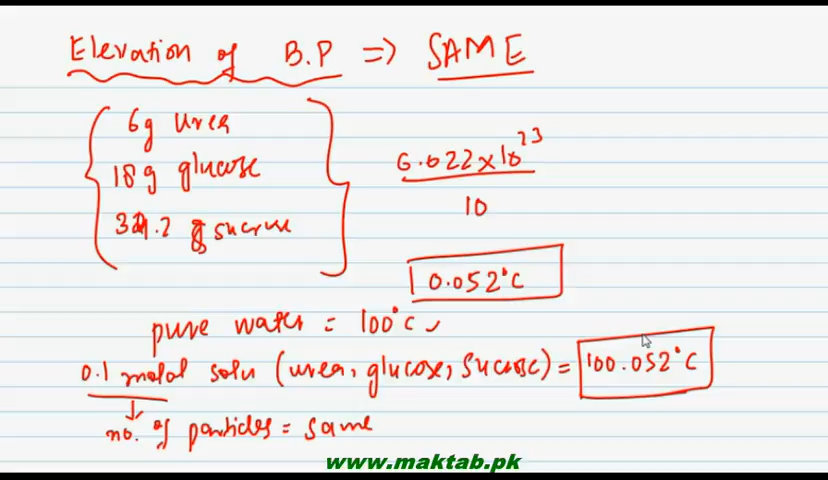 Elevation of B.P => SAME
6g urea
18g glucose
34.2 g sucrose
6.022 x 10^23
10
0.052°C
pure water = 100°C ✓
0.1 molal soln (urea, glucose, sucrose) = 100.052°C
no. of particles = same
www.maktab.pk